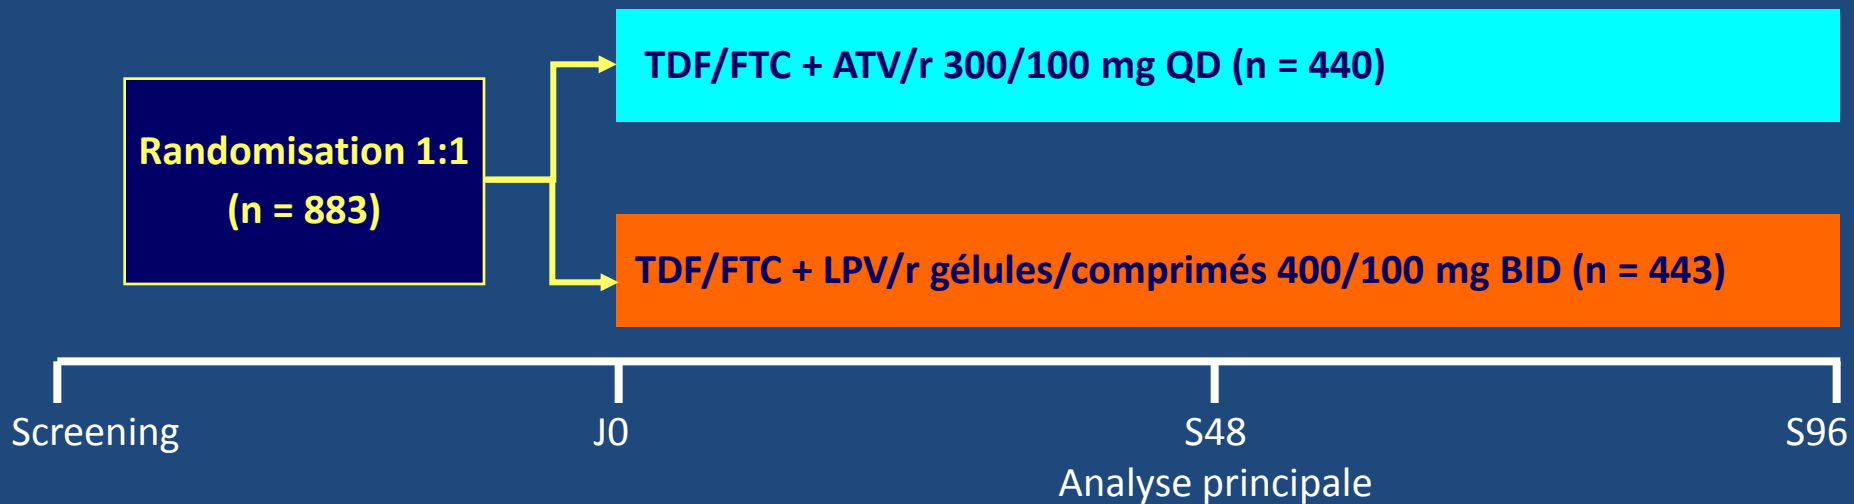 TDF/FTC + ATV/r 300/100 mg QD (n = 440)
Randomisation 1:1
(n = 883)
TDF/FTC + LPV/r gélules/comprimés 400/100 mg BID (n = 443)
Screening
J0
S48
S96
Analyse principale